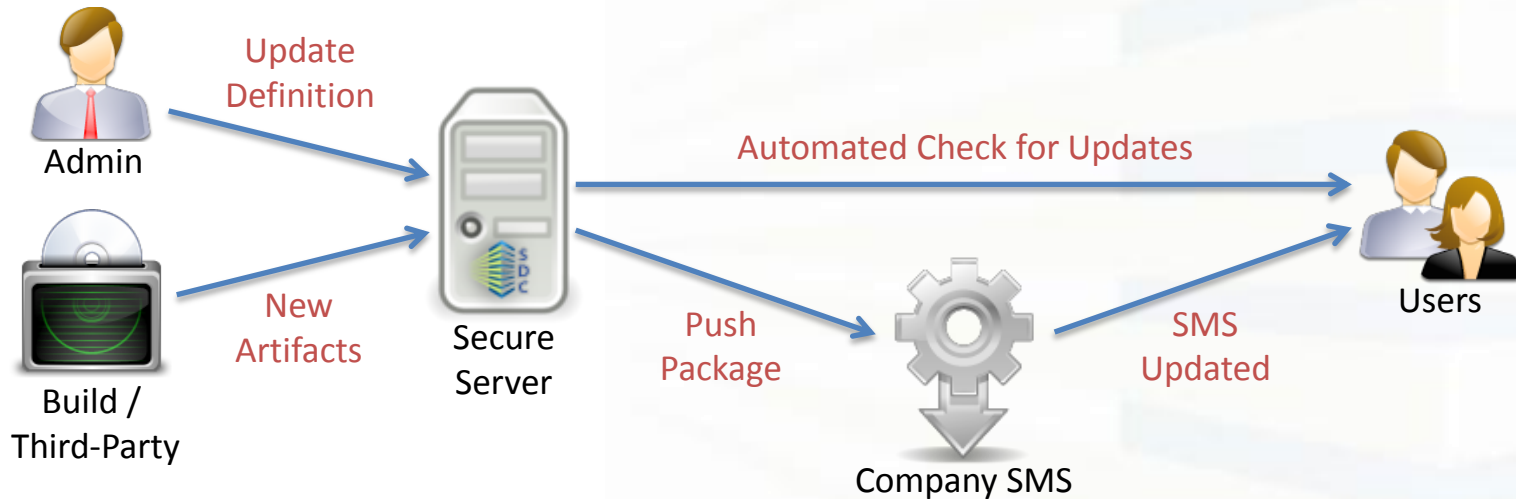 Update
Definition
Admin
Automated Check for Updates
S
D
C
New
Artifacts
Secure
Server
Push
Package
SMS
Updated
Users
Build /
Third-Party
Company SMS